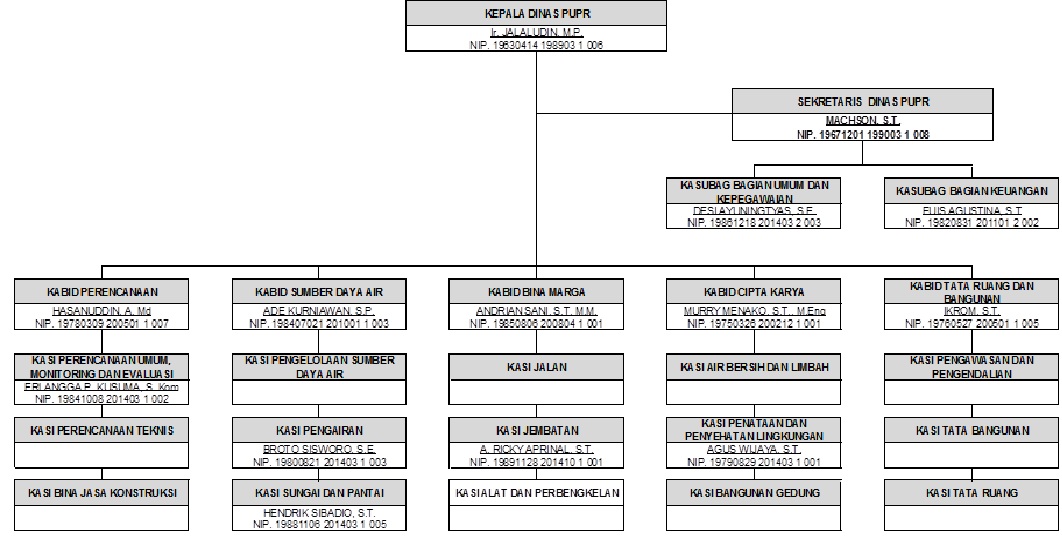 KEPALA DINAS PUPR
Ir. JALALUDIN, M.P.
NIP. 19630414 198903 1 006
SEKRETARIS DINAS PUPR
MACHSON, S.T.
NIP. 19671201 199003 1 008
KASUBAG BAGIAN UMUM DAN
KEPEGAWAIAN
DESI AYUNINGTYAS, S.E.
NIP. 19861218 201403 2 003
KASUBAG BAGIAN KEUANGAN
EUIS AGUSTINA, S.T
NIP. 19820831 201101 2 002
KABID PERENCANAAN
HASANUDDIN, A. Md
NIP. 19780309 200501 1 007
KABID SUMBER DAYA AIR
ADE KURNIAWAN, S.P.
NIP. 198407021 201001 1 003
KABID BINA MARGA
ANDRIAN SANI, S.T, M.M.
NIP. 19850806 200804 1 001
KABID CIPTA KARYA
MURRY MENAKO, S.T., M.Eng
NIP. 19750326 200212 1 001
KABID TATA RUANG DAN
BANGUNAN
IKROM, S.T.
NIP. 19760527 200601 1 005
KASI PERENCANAAN UMUM,
MONITORING DAN EVALUASI
ERLANGGA P. KUSUMA, S. Kom
NIP. 19841008 201403 1 002
KASI PENGELOLAAN SUMBER
DAYA AIR
KASI JALAN
KASI AIR BERSIH DAN LIMBAH
KASI PENGAWASAN DAN
PENGENDALIAN
KASI PERENCANAAN TEKNIS
KASI PENGAIRAN
BROTO SISWORO, S.E.
NIP. 19800821 201403 1 003
KASI JEMBATAN
A. RICKY APRINAL, S.T.
NIP. 19891128 201410 1 001
KASI PENATAAN DAN
PENYEHATAN LINGKUNGAN
AGUS WIJAYA, S.T.
NIP. 19790829 201403 1 001
KASI TATA BANGUNAN
KASI BINA JASA KONSTRUKSI
KASI SUNGAI DAN PANTAI
HENDRIK SIBADIO, S.T.
NIP. 19881106 201403 1 005
KASI ALAT DAN PERBENGKELAN
KASI BANGUNAN GEDUNG
KASI TATA RUANG